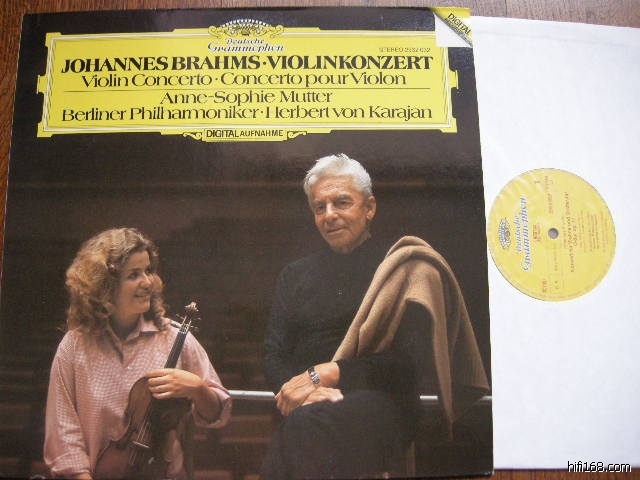 Deutsche
Grammophon
DIGITAL
STEREO 2532 032
JOHANNES BRAHMS · VIOLINKONZERT
Violin Concerto · Concerto pour Violon
Anne-Sophie Mutter
Berliner Philharmoniker · Herbert von Karajan
DIGITAL AUFNAHME
Deutsche
Grammophon
hifi168.com